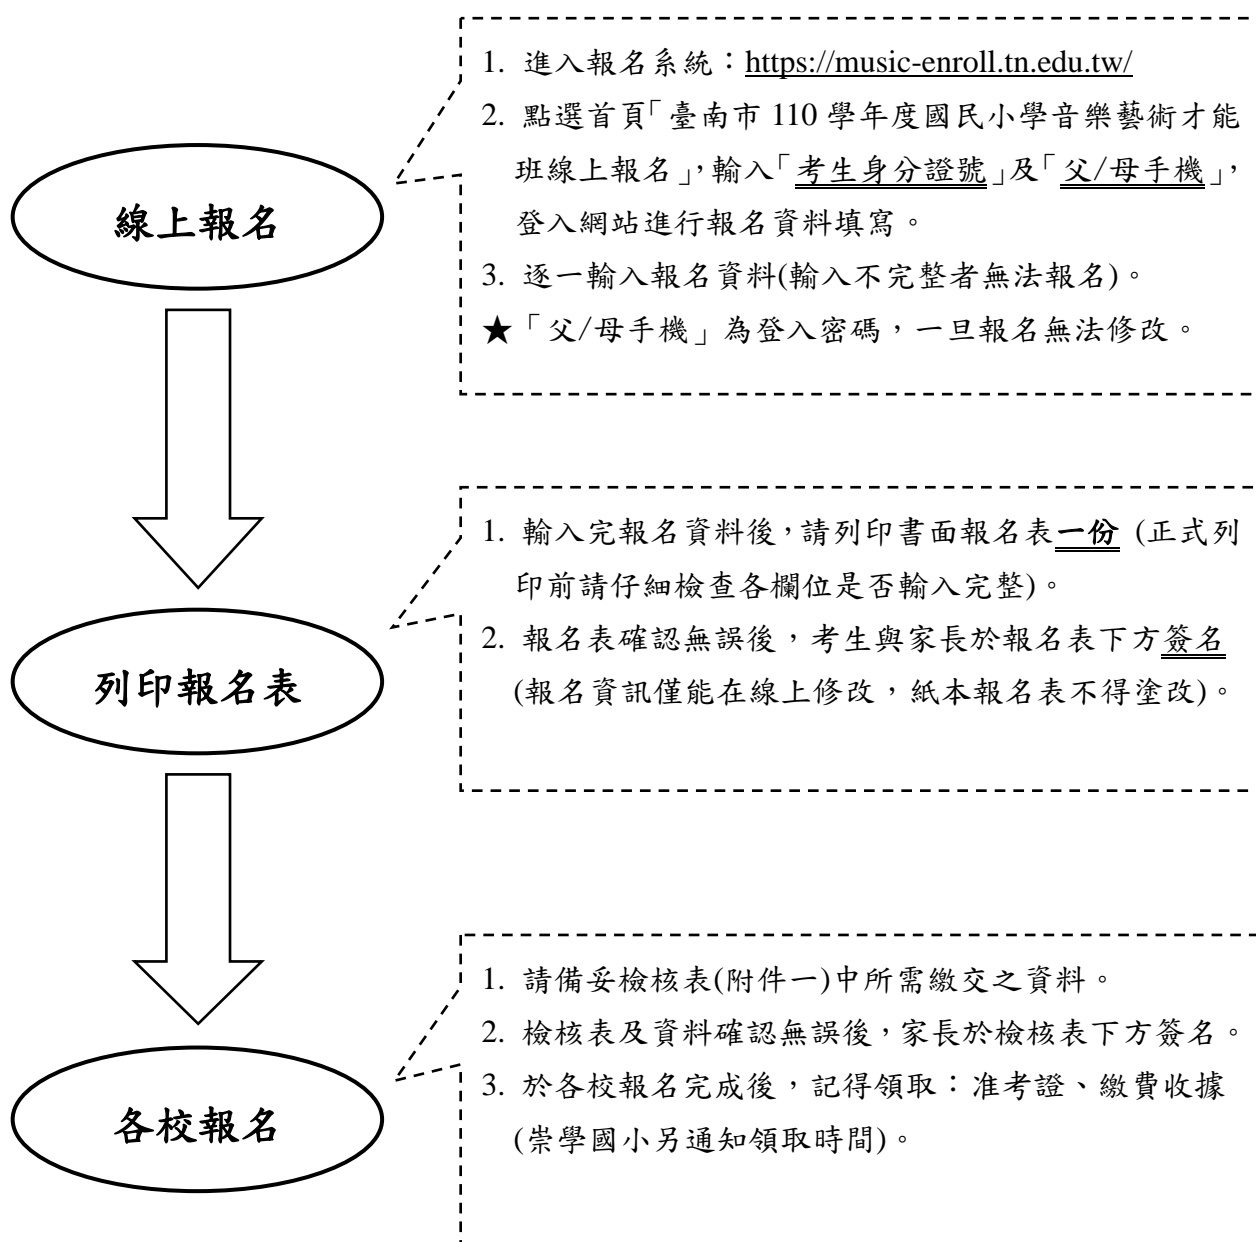 線上報名
1. 進入報名系統：https://music-enroll.tn.edu.tw/
2. 點選首頁「臺南市 110 學年度國民小學音樂藝術才能
班線上報名」，輸入「考生身分證號」及「父/母手機」，
登入網站進行報名資料填寫。
3. 逐一輸入報名資料(輸入不完整者無法報名)。
★「父/母手機」為登入密碼，一旦報名無法修改。
列印報名表
1. 輸入完報名資料後，請列印書面報名表一份 (正式列
印前請仔細檢查各欄位是否輸入完整)。
2. 報名表確認無誤後，考生與家長於報名表下方簽名
(報名資訊僅能在線上修改，紙本報名表不得塗改)。
各校報名
1. 請備妥檢核表(附件一)中所需繳交之資料。
2. 檢核表及資料確認無誤後，家長於檢核表下方簽名。
3. 於各校報名完成後，記得領取：准考證、繳費收據
(崇學國小另通知領取時間)。